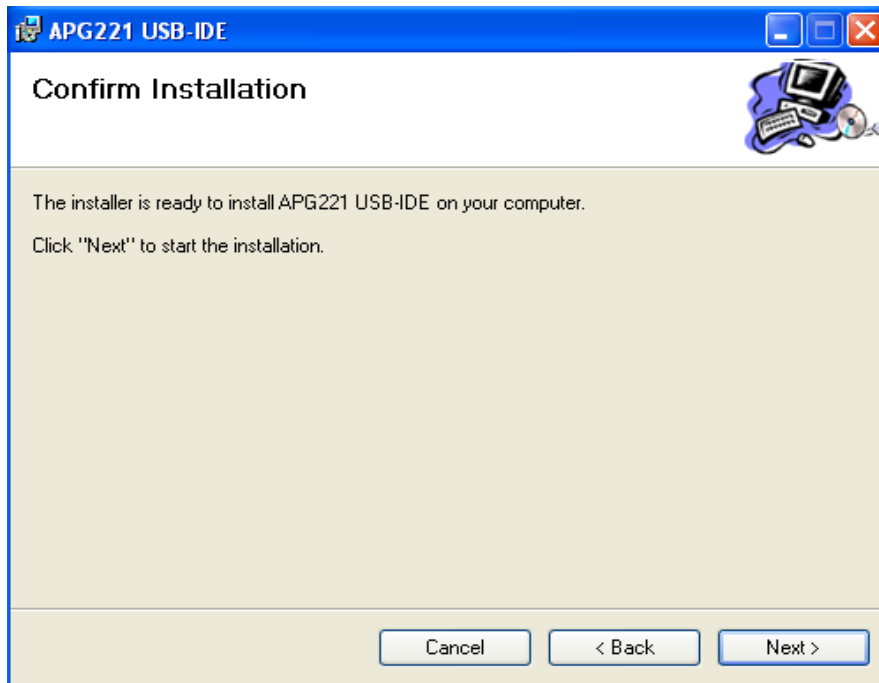 APG221 USB-IDE
Confirm Installation
The installer is ready to install APG221 USB-IDE on your computer.
Click "Next" to start the installation.
Cancel
< Back
Next >